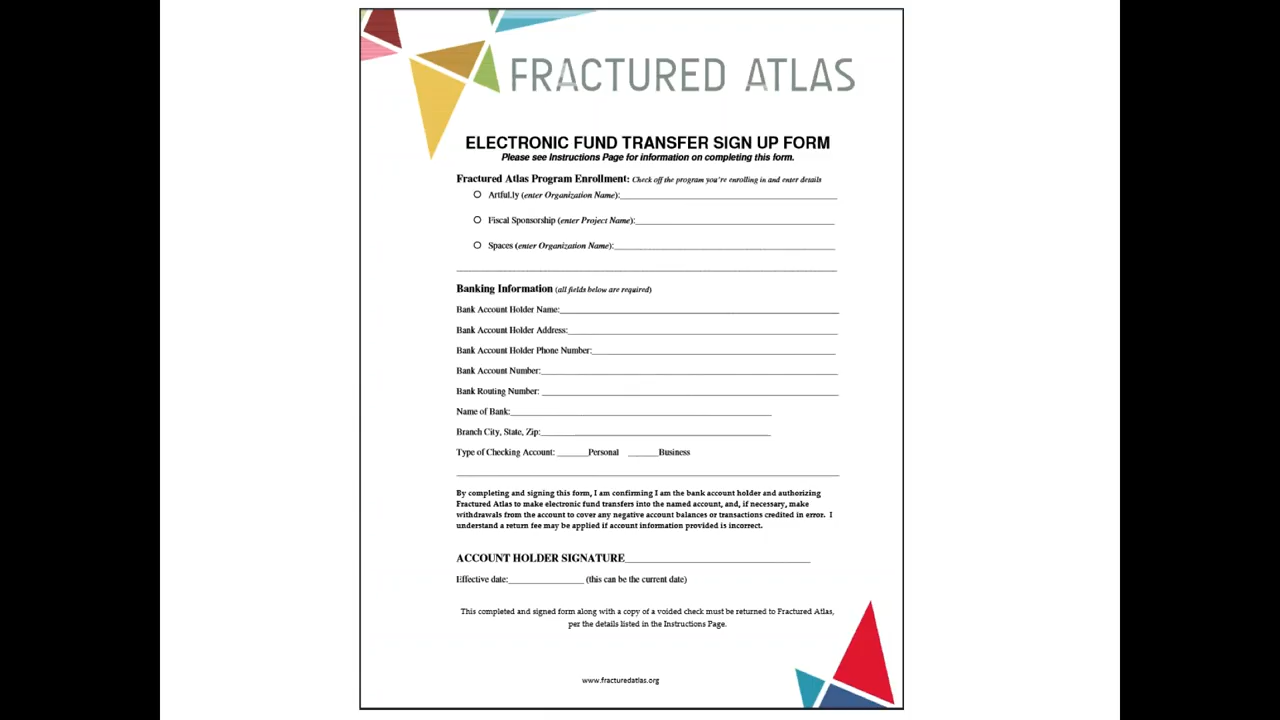 FRACTURED ATLAS
ELECTRONIC FUND TRANSFER SIGN UP FORM
Please see Instructions Page for information on completing this form.
Fractured Atlas Program Enrollment: Check off the program you're enrolling in and enter details
Artful.ly (enter Organization Name):
Fiscal Sponsorship (enter Project Name):
Spaces (enter Organization Name):
Banking Information (all fields below are required)
Bank Account Holder Name:
Bank Account Holder Address:
Bank Account Holder Phone Number:
Bank Account Number:
Bank Routing Number:
Name of Bank:
Branch City, State, Zip:
Type of Checking Account: ______Personal ______Business
By completing and signing this form, I am confirming I am the bank account holder and authorizing
Fractured Atlas to make electronic fund transfers into the named account, and, if necessary, make
withdrawals from the account to cover any negative account balances or transactions credited in error. I
understand a return fee may be applied if account information provided is incorrect.
ACCOUNT HOLDER SIGNATURE
Effective date:_______________ (this can be the current date)
This completed and signed form along with a copy of a voided check must be returned to Fractured Atlas,
per the details listed in the Instructions Page.
www.fracturedatlas.org